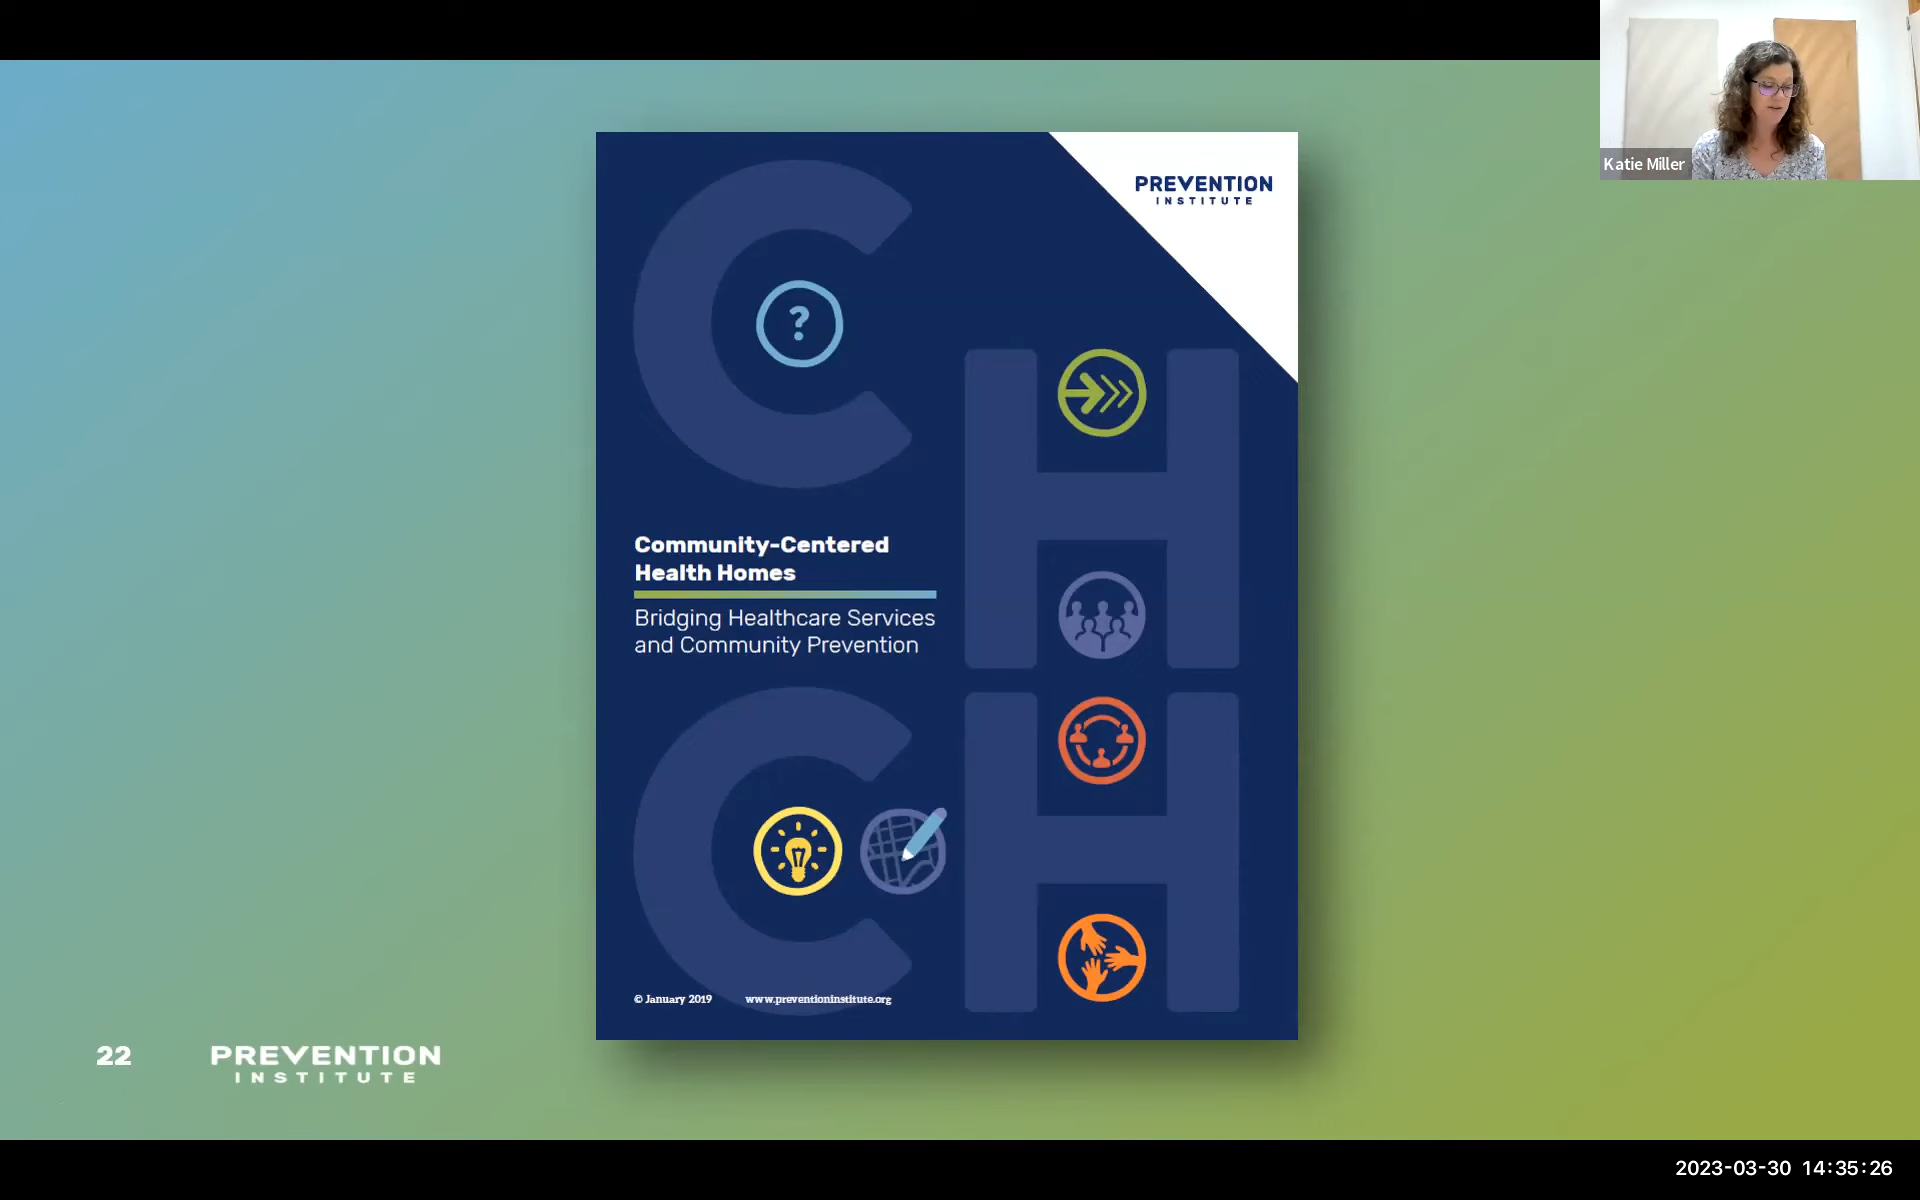 Katie Miller
PREVENTION
INSTITUTE
C
?
H
Community-Centered
Health Homes
Bridging Healthcare Services
and Community Prevention
C
H
© January 2019 www.preventioninstitute.org
22 PREVENTION
INSTITUTE
2023-03-30 14:35:26